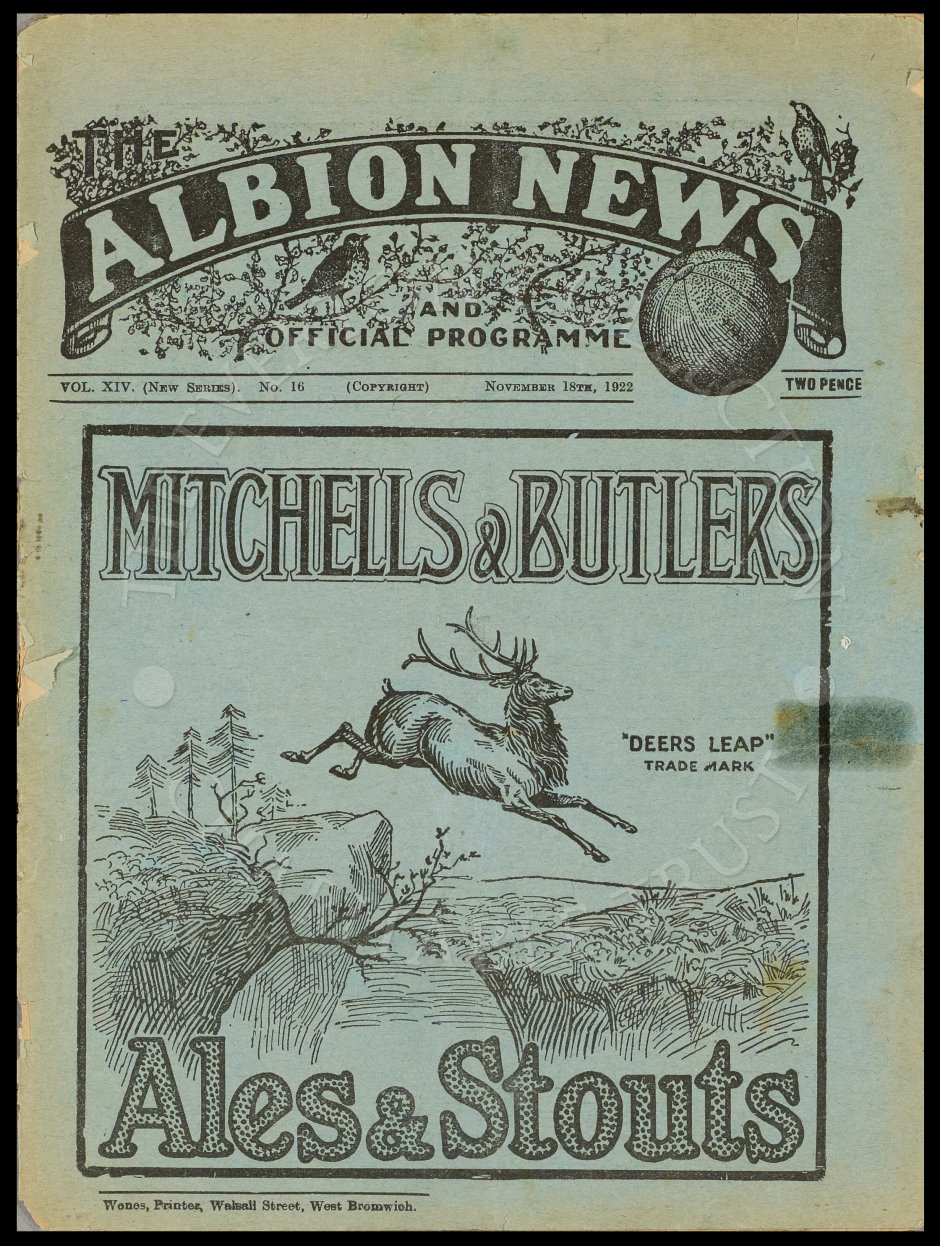 THE
ALBION NEWS
AND
OFFICIAL PROGRAMME
VOL. XIV. (NEW SERIES). No. 16 (COPYRIGHT) NOVEMBER 18TH, 1922
TWO PENCE
MITCHELLS & BUTLERS
"DEERS LEAP"
TRADE MARK
Ales & Stouts
Wones, Printer, Walsall Street, West Bromwich.
TRUST